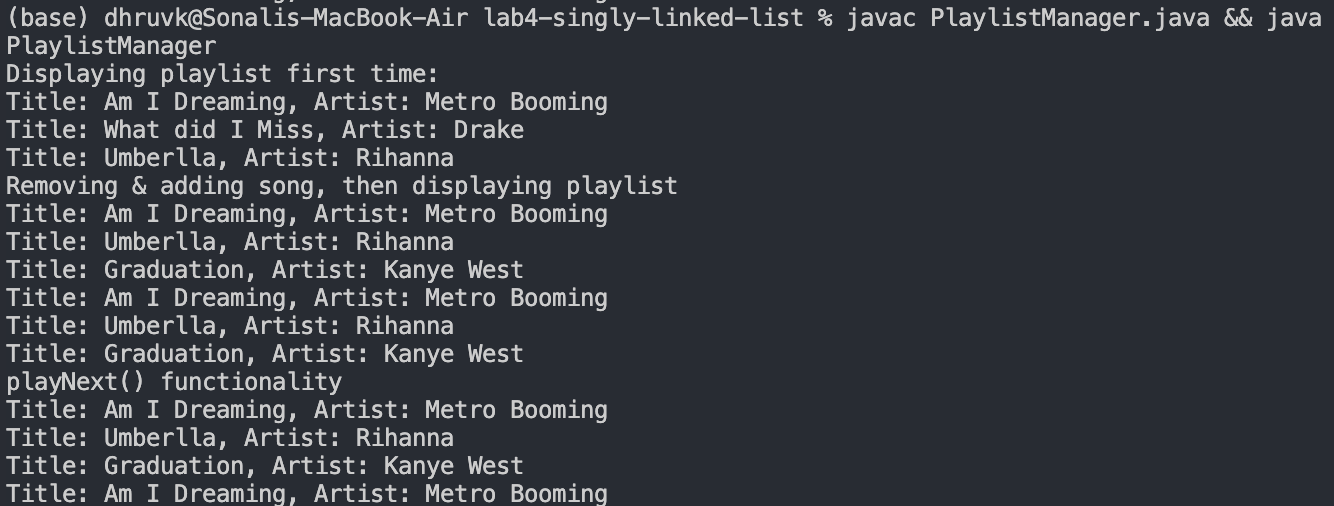 (base) dhruvk@Sonalis-MacBook-Air lab4-singly-linked-list % javac PlaylistManager.java && java
PlaylistManager
Displaying playlist first time:
Title: Am I Dreaming, Artist: Metro Booming
Title: What did I Miss, Artist: Drake
Title: Umberlla, Artist: Rihanna
Removing & adding song, then displaying playlist
Title: Am I Dreaming, Artist: Metro Booming
Title: Umberlla, Artist: Rihanna
Title: Graduation, Artist: Kanye West
Title: Am I Dreaming, Artist: Metro Booming
Title: Umberlla, Artist: Rihanna
Title: Graduation, Artist: Kanye West
playNext() functionality
Title: Am I Dreaming, Artist: Metro Booming
Title: Umberlla, Artist: Rihanna
Title: Graduation, Artist: Kanye West
Title: Am I Dreaming, Artist: Metro Booming